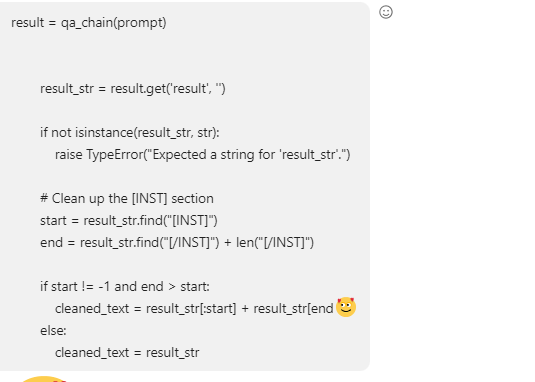 result = qa_chain(prompt)
result_str = result.get('result', '')
if not isinstance(result_str, str):
raise TypeError("Expected a string for 'result_str'.")
# Clean up the [INST] section
start = result_str.find("[INST]")
end = result_str.find("[/INST]") + len("[/INST]")
if start != -1 and end > start:
cleaned_text = result_str[:start] + result_str[end😈
else:
cleaned_text = result_str